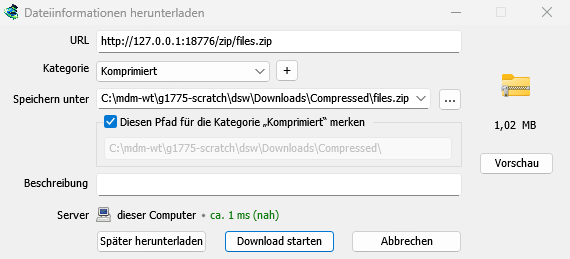 Dateiinformationen herunterladen
URL http://127.0.0.1:18776/zip/files.zip
Kategorie Komprimiert +
Speichern unter C:\mdm-wt\g1775-scratch\dsw\Downloads\Compressed\files.zip ...
Diesen Pfad für die Kategorie „Komprimiert“ merken
C:\mdm-wt\g1775-scratch\dsw\Downloads\Compressed\
1,02 MB
Vorschau
Beschreibung
Server dieser Computer • ca. 1 ms (nah)
Später herunterladen Download starten Abbrechen